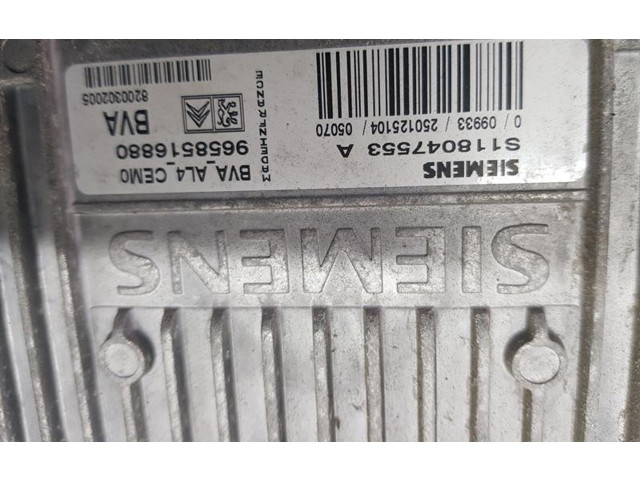 SIEMENS
SIEMENS
S118047553 A
0 / 09933 / 250125104 / 05070
BVA_AL4_CEM0
9658516880
BVA
8200302005